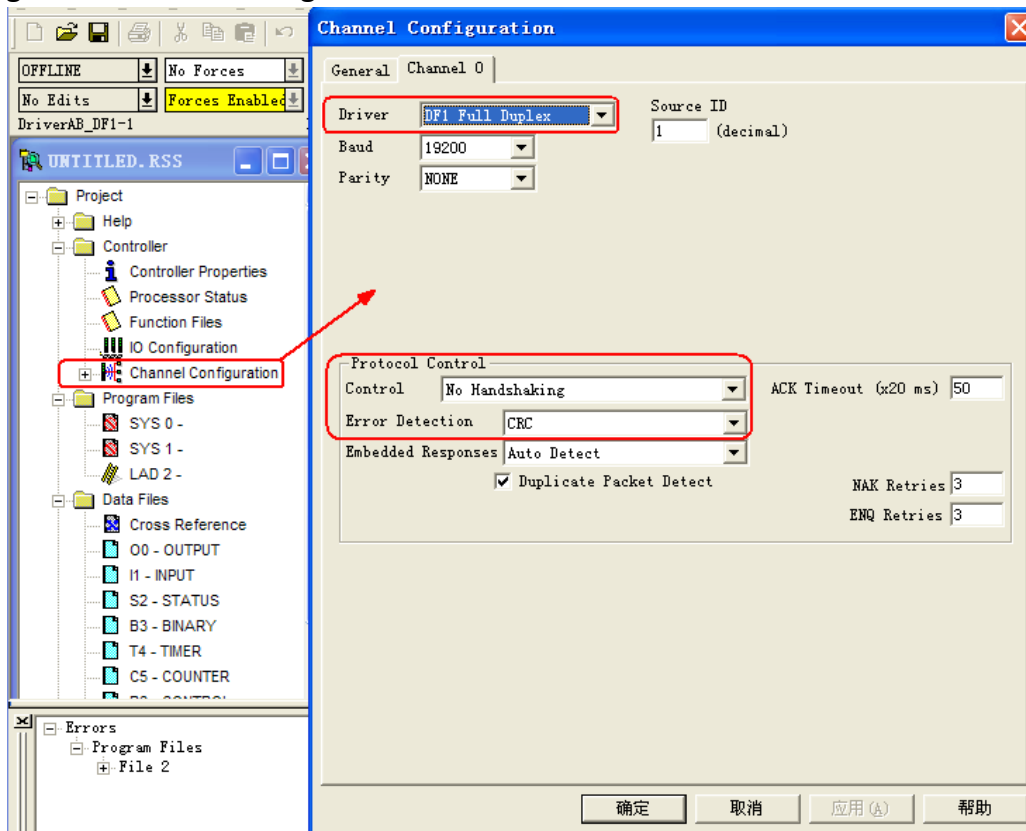 OFFLINE
No Forces
No Edits
Forces Enabled
DriverAB_DF1-1
UNTITLED.RSS
Project
Help
Controller
Controller Properties
Processor Status
Function Files
IO Configuration
Channel Configuration
Program Files
SYS 0 -
SYS 1 -
LAD 2 -
Data Files
Cross Reference
O0 - OUTPUT
I1 - INPUT
S2 - STATUS
B3 - BINARY
T4 - TIMER
C5 - COUNTER
Errors
Program Files
File 2
Channel Configuration
General
Channel 0
Driver
DF1 Full Duplex
Source ID
1
(decimal)
Baud
19200
Parity
NONE
Protocol Control
Control
No Handshaking
ACK Timeout (x20 ms)
50
Error Detection
CRC
Embedded Responses
Auto Detect
Duplicate Packet Detect
NAK Retries
3
ENQ Retries
3
确定
取消
应用(A)
帮助